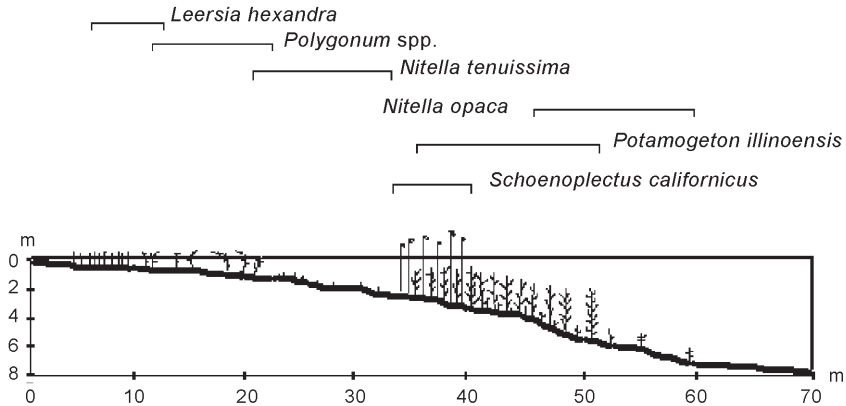 Leersia hexandra
Polygonum spp.
Nitella tenuissima
Nitella opaca
Potamogeton illinoensis
Schoenoplectus californicus
m
0
2
4
6
8
0 10 20 30 40 50 60 70
m